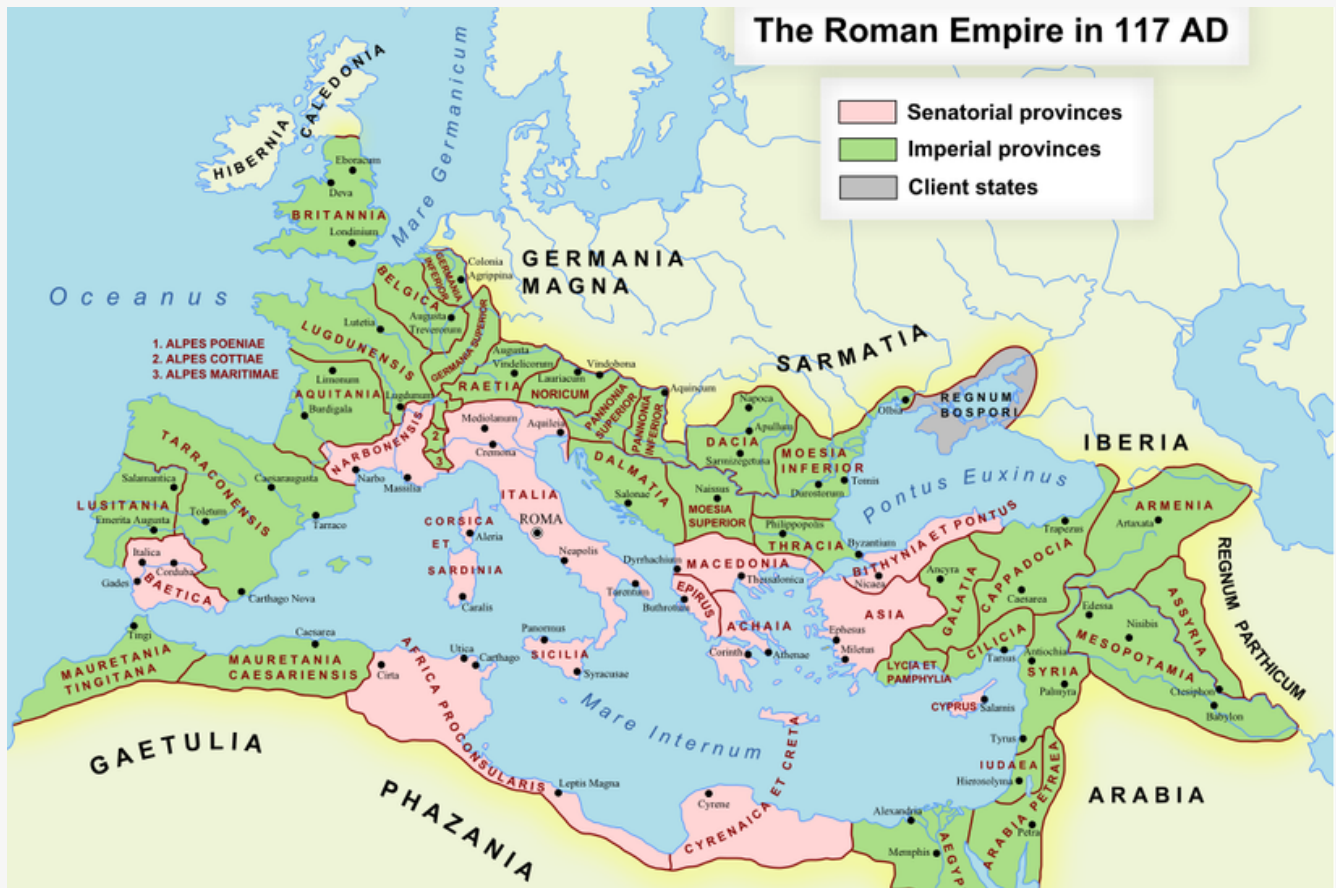 The Roman Empire in 117 AD
Senatorial provinces
Imperial provinces
Client states
HIBERNIA
CALEDONIA
Mare Germanicum
Eboracum
Deva
BRITANNIA
Londinium
Oceanus
GERMANIA
MAGNA
SARMATIA
1. ALPES POENIAE
2. ALPES COTTIAE
3. ALPES MARITIMAE
BELGICA
GERMANIA
INFERIOR
Colonia
Agrippina
Augusta
Treverorum
GERMANIA SUPERIOR
Lutetia
LUGDUNENSIS
Limonum
AQUITANIA
Burdigala
Lugdunum
NARBONENSIS
Narbo
Massilia
2
3
Augusta
Vindelicorum
RAETIA
Lauriacum
NORICUM
Vindobona
PANNONIA
SUPERIOR
PANNONIA
INFERIOR
Aquincum
Mediolanum
Cremona
Aquileia
ITALIA
ROMA
Neapolis
Tarentum
DALMATIA
Salonae
Napoca
Apullum
DACIA
Sarmizegetusa
MOESIA
INFERIOR
Tomis
Durostorum
Naissus
MOESIA
SUPERIOR
Philippopolis
THRACIA
Byzantium
Olbia
REGNUM
BOSPORI
IBERIA
Pontus Euxinus
TARRACONENSIS
Salamantica
LUSITANIA
Emerita Augusta
Toletum
Caesaraugusta
Tarraco
Italica
Corduba
BAETICA
Gades
Carthago Nova
CORSICA
ET
SARDINIA
Aleria
Caralis
Dyrrhachium
MACEDONIA
Thessalonica
EPIRUS
Buthrotum
ACHAIA
Corinth
Athenae
Panormus
SICILIA
Syracusae
BITHYNIA ET PONTUS
Nicaea
ASIA
Ephesus
Miletus
Ancyra
GALATIA
CAPPADOCIA
Caesarea
Trapezus
ARMENIA
Artaxata
LYCIA ET
PAMPHYLIA
CILICIA
Tarsus
Antiochia
SYRIA
Palmyra
Edessa
Nisibis
MESOPOTAMIA
ASSYRIA
Ctesiphon
Babylon
REGNUM PARTHICUM
CYPRUS
Salamis
Tyrus
IUDAEA
Hierosolyma
ARABIA PETRAEA
Petra
ARABIA
Tingi
MAURETANIA
TINGITANA
Caesarea
MAURETANIA
CAESARIENSIS
Cirta
Utica
Carthago
AFRICA PROCONSULARIS
Leptis Magna
GAETULIA
PHAZANIA
Mare Internum
Cyrene
CYRENAICA ET CRETA
Alexandria
Memphis
AEGYP